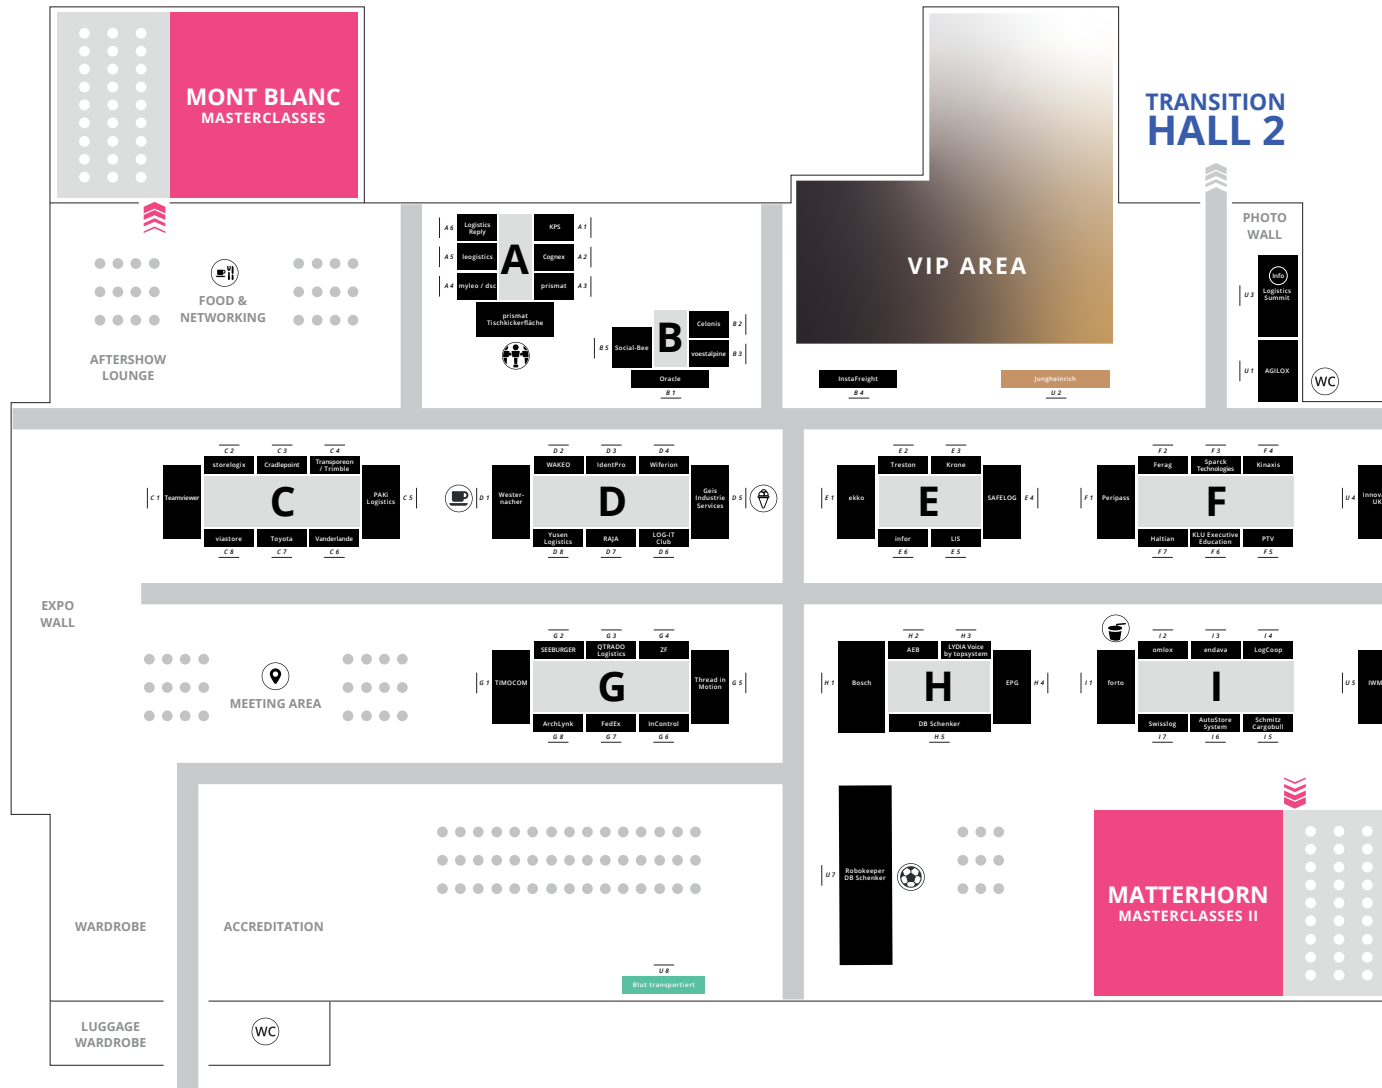 MONT BLANC
MASTERCLASSES
TRANSITION
HALL 2
PHOTO
WALL
VIP AREA
FOOD &
NETWORKING
AFTERSHOW
LOUNGE
A 6
Logistics
Reply
KPS
A 1
A 5
leogistics
A
Cognex
A 2
A 4
myleo / dsc
prismat
A 3
prismat
Tischkickerfläche
B 5
Social-Bee
B
Celonis
B 2
voestalpine
B 3
Oracle
B 1
InstaFreight
B 4
Jungheinrich
U 2
Info
U 3
Logistics
Summit
U 1
AGILOX
WC
C 2
C 3
C 4
storelogix
Cradlepoint
Transporeon
/ Trimble
C 1
Teamviewer
C
PAKi
Logistics
C 5
viastore
Toyota
Vanderlande
C 8
C 7
C 6
D 2
D 3
D 4
WAKEO
IdentPro
Wiferion
D 1
Wester-
nacher
D
Geis
Industrie
Services
D 5
Yusen
Logistics
RAJA
LOG-IT
Club
D 8
D 7
D 6
E 2
E 3
Treston
Krone
E 1
ekko
E
SAFELOG
E 4
infor
LIS
E 6
E 5
F 2
F 3
F 4
Ferag
Sparck
Technologies
Kinaxis
F 1
Peripass
F
Haltian
KLU Executive
Education
PTV
F 7
F 6
F 5
U 4
Innov
UK
EXPO
WALL
MEETING AREA
G 2
G 3
G 4
SEEBURGER
QTRADO
Logistics
ZF
G 1
TIMOCOM
G
Thread in
Motion
G 5
ArchLynk
FedEx
InControl
G 8
G 7
G 6
H 2
H 3
AEB
LYDIA Voice
by topsystem
H 1
Bosch
H
EPG
H 4
DB Schenker
H 5
I 2
I 3
I 4
omlox
endava
LogCoop
I 1
forto
I
Swisslog
AutoStore
System
Schmitz
Cargobull
I 7
I 6
I 5
U 5
IWM
U 7
Robokeeper
DB Schenker
MATTERHORN
MASTERCLASSES II
WARDROBE
ACCREDITATION
U 8
Blut transportiert
LUGGAGE
WARDROBE
WC